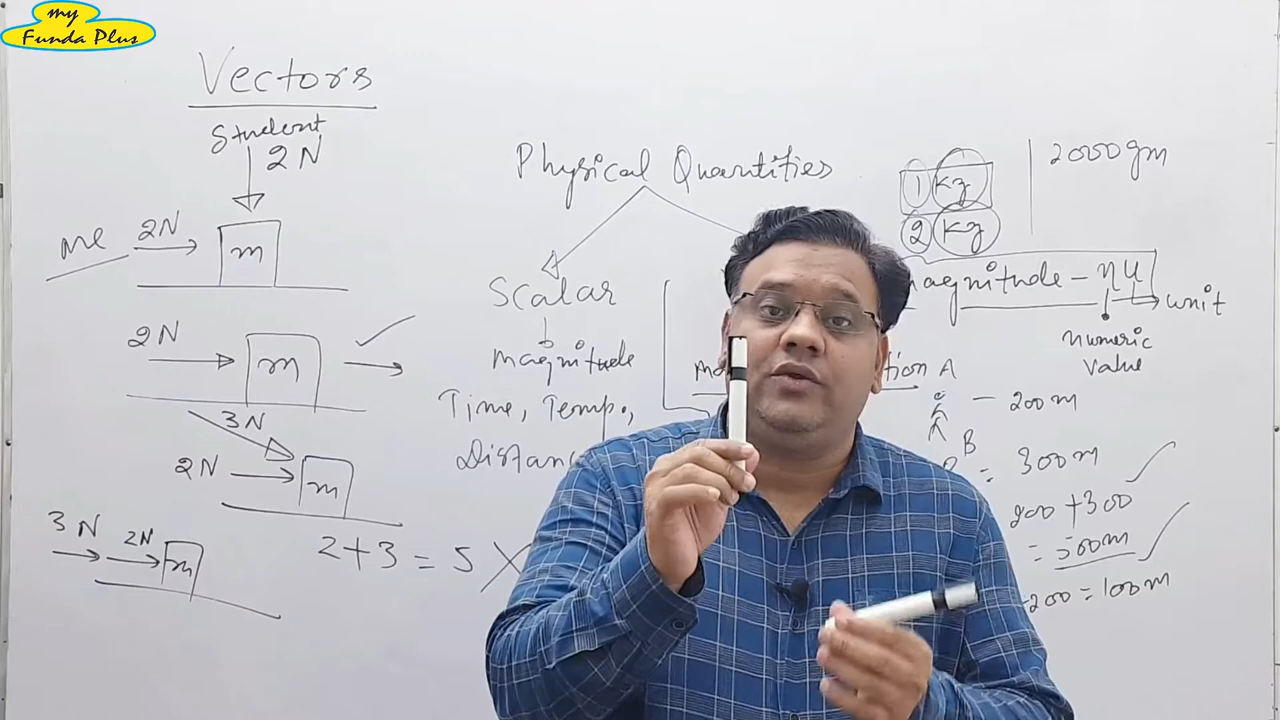 my
Funda Plus
Vectors
Student
2N
me
2N
m
2N
m
3N
2N
m
3N
2N
m
2+3=5
Physical Quantities
Scalar
magnitude
Time, Temp.,
1 kg
2 kg
2000gm
magnitude - nu
unit
numeric
value
A
- 200m
B
= 300m
200 + 300
= 500m
-200 = 100m